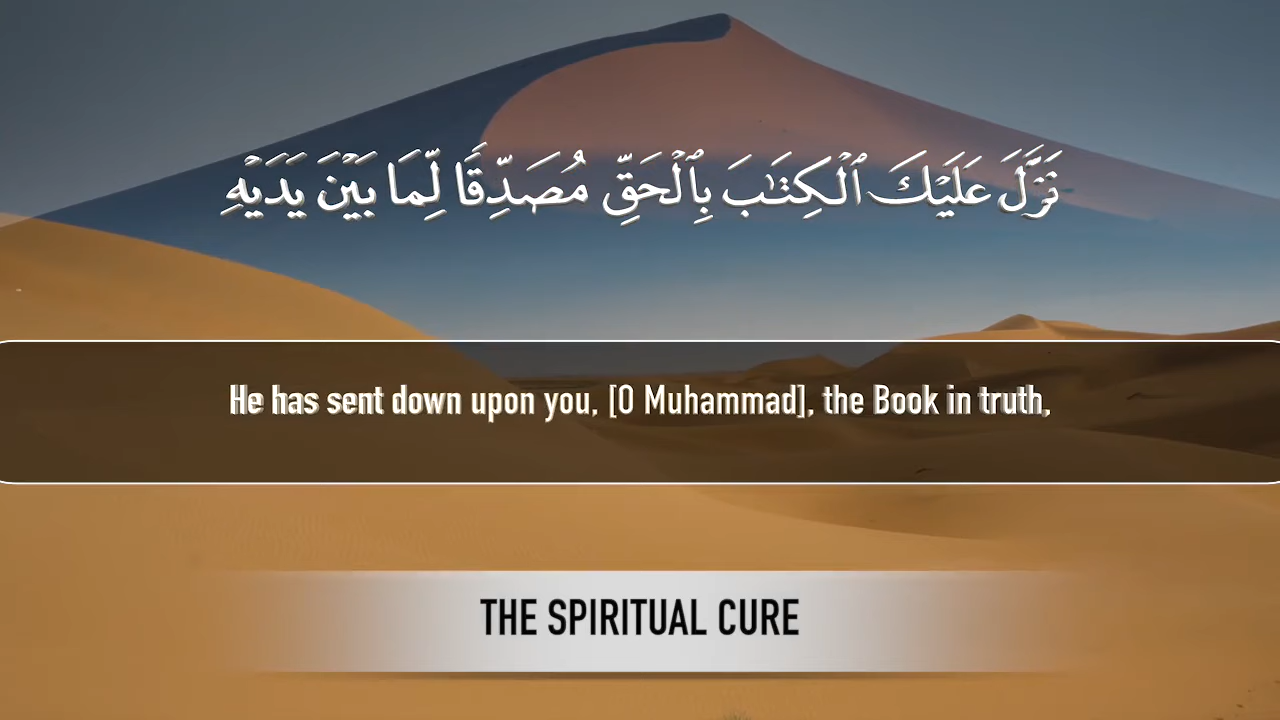 نَزَّلَ عَلَيْكَ ٱلْكِتَـٰبَ بِٱلْحَقِّ مُصَدِّقًا لِّمَا بَيْنَ يَدَيْهِ
He has sent down upon you, [O Muhammad], the Book in truth,
THE SPIRITUAL CURE